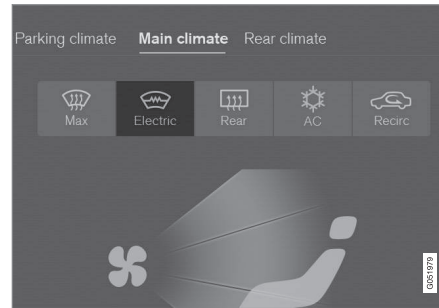 Parking climate Main climate Rear climate
Max Electric Rear AC Recirc
G051979